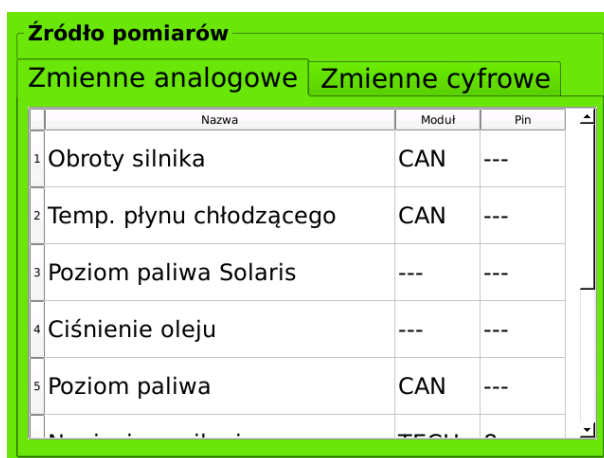 Źródło pomiarów
Zmienne analogowe Zmienne cyfrowe
Nazwa Moduł Pin
1 Obroty silnika CAN ---
2 Temp. płynu chłodzącego CAN ---
3 Poziom paliwa Solaris --- ---
4 Ciśnienie oleju --- ---
5 Poziom paliwa CAN ---